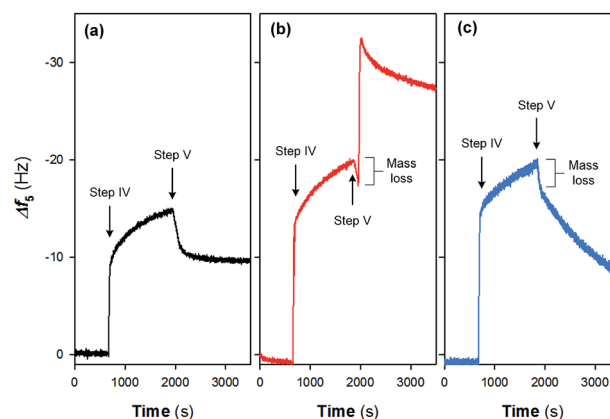 (a)
(b)
(c)
-30
-20
-10
0
Δf5 (Hz)
Step IV
Step V
Step IV
Step V
Mass
loss
Step IV
Step V
Mass
loss
0 1000 2000 3000
0 1000 2000 3000
0 1000 2000 3000
Time (s)
Time (s)
Time (s)